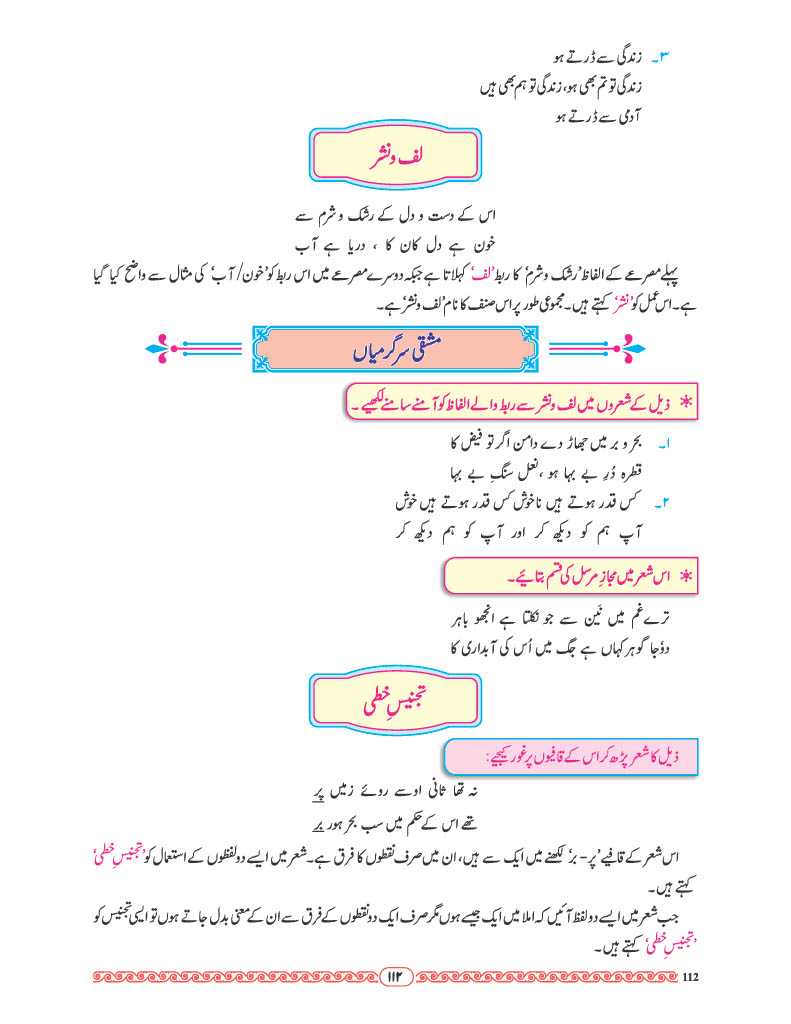 ۳۔ زندگی سے ڈرتے ہو
زندگی تو تم بھی ہو، زندگی تو ہم بھی ہیں
آدمی سے ڈرتے ہو
لف و نشر
اس کے دست و دل کے رشک و شرم سے
خون ہے دل کان کا ، دریا ہے آب
پہلے مصرعے کے الفاظ ’رشک و شرم‘ کا ربط ’لف‘ کہلاتا ہے جبکہ دوسرے مصرعے میں اس ربط کو ’خون/آب‘ کی مثال سے واضح کیا گیا
ہے۔ اس عمل کو ’نشر‘ کہتے ہیں۔ مجموعی طور پر اس صنف کا نام ’لف و نشر‘ ہے۔
مشقی سرگرمیاں
* ذیل کے شعروں میں لف و نشر سے ربط والے الفاظ کو آمنے سامنے لکھیے۔
۱۔ بحر و بر میں جھاڑ دے دامن اگر تو فیض کا
قطرہ دُرِ بے بہا ہو ، نعل سنگِ بے بہا
۲۔ کس قدر ہوتے ہیں ناخوش کس قدر ہوتے ہیں خوش
آپ ہم کو دیکھ کر اور آپ کو ہم دیکھ کر
* اس شعر میں مجازِ مرسل کی قسم بتائیے۔
ترے غم میں نَین سے جو نکلتا ہے انجھو باہر
دوٗجا گوہر کہاں ہے جگ میں اُس کی آبداری کا
تجنیسِ خطی
ذیل کا شعر پڑھ کر اس کے قافیوں پر غور کیجیے:
نہ تھا ثانی اوسے روئے زمیں پر
تھے اس کے حکم میں سب بحر ہور بر
اس شعر کے قافیے ’پر - بر‘ لکھنے میں ایک سے ہیں، ان میں صرف نقطوں کا فرق ہے۔ شعر میں ایسے دو لفظوں کے استعمال کو ’تجنیسِ خطی‘
کہتے ہیں۔
جب شعر میں ایسے دو لفظ آئیں کہ املا میں ایک جیسے ہوں مگر صرف ایک دو نقطوں کے فرق سے ان کے معنی بدل جاتے ہوں تو ایسی تجنیس کو
’تجنیسِ خطی‘ کہتے ہیں۔
۱۱۲
112